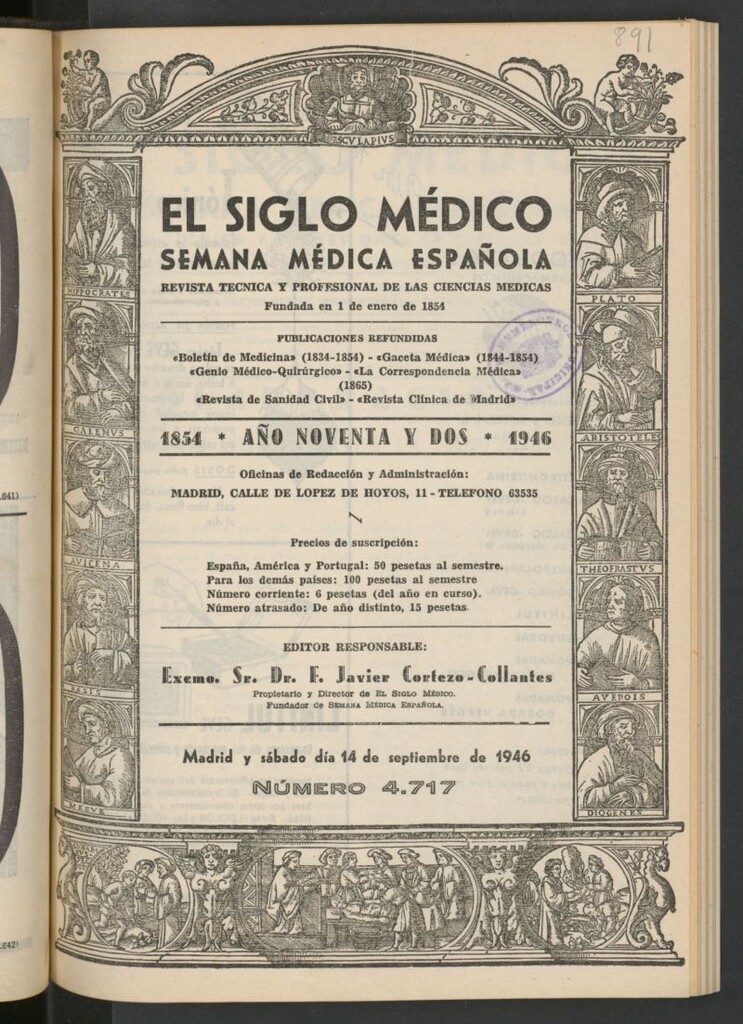 891
ESCVLAPIVS
EL SIGLO MÉDICO
SEMANA MÉDICA ESPAÑOLA
REVISTA TECNICA Y PROFESIONAL DE LAS CIENCIAS MEDICAS
Fundada en 1 de enero de 1854
PUBLICACIONES REFUNDIDAS
«Boletín de Medicina» (1834-1854) - «Gaceta Médica» (1844-1854)
«Genio Médico-Quirúrgico» - «La Correspondencia Médica»
(1865)
«Revista de Sanidad Civil» - «Revista Clínica de Madrid»
1854 * AÑO NOVENTA Y DOS * 1946
Oficinas de Redacción y Administración:
MADRID, CALLE DE LOPEZ DE HOYOS, 11 - TELEFONO 63535
Precios de suscripción:
España, América y Portugal: 50 pesetas al semestre.
Para los demás países: 100 pesetas al semestre
Número corriente: 6 pesetas (del año en curso).
Número atrasado: De año distinto, 15 pesetas.
EDITOR RESPONSABLE:
Excmo. Sr. Dr. F. Javier Cortezo-Collantes
Propietario y Director de EL SIGLO MÉDICO.
Fundador de SEMANA MÉDICA ESPAÑOLA.
Madrid y sábado día 14 de septiembre de 1946
NÚMERO 4.717
HIPPOCRATES
GALENVS
AVICENA
RASIS
MESVE
PLATO
ARISTOTELES
THEOFRASTVS
AVEROIS
DIOGENES
.641)
.642)